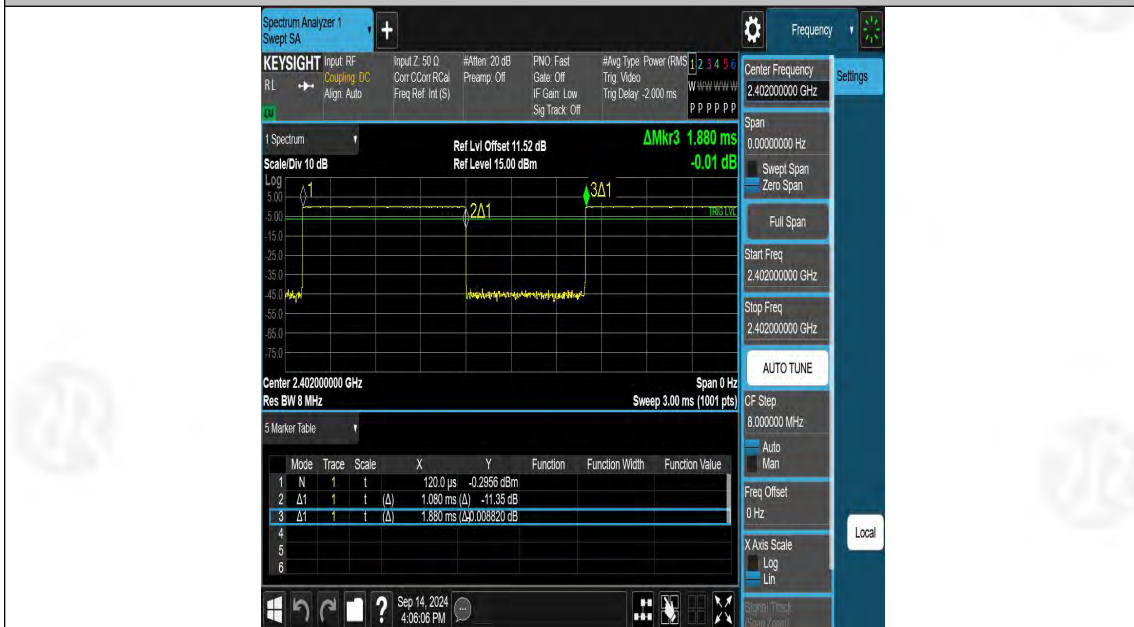 Spectrum Analyzer 1
Swept SA
+
Frequency
KEYSIGHT
RL
Input: RF
Coupling: DC
Align: Auto
Input Z: 50 Ω
Corr CCorr RCal
Freq Ref: Int (S)
#Atten: 20 dB
Preamp: Off
PNO: Fast
Gate: Off
IF Gain: Low
Sig Track: Off
#Avg Type: Power (RMS
Trig: Video
Trig Delay: -2.000 ms
1 2 3 4 5 6
W W W W W W
P P P P P P
1 Spectrum
Scale/Div 10 dB
Ref Lvl Offset 11.52 dB
Ref Level 15.00 dBm
ΔMkr3 1.880 ms
-0.01 dB
Log
5.00
-5.00
-15.0
-25.0
-35.0
-45.0
-55.0
-65.0
-75.0
1
2Δ1
3Δ1
TRIG LVL
Center 2.402000000 GHz
Span 0 Hz
Res BW 8 MHz
Sweep 3.00 ms (1001 pts)
5 Marker Table
Mode Trace Scale X Y Function Function Width Function Value
1 N 1 t 120.0 µs -0.2956 dBm
2 Δ1 1 t (Δ) 1.080 ms (Δ) -11.35 dB
3 Δ1 1 t (Δ) 1.880 ms (Δ)-0.008820 dB
4
5
6
?
Sep 14, 2024
4:06:06 PM
Center Frequency
2.402000000 GHz
Span
0.00000000 Hz
Swept Span
Zero Span
Full Span
Start Freq
2.402000000 GHz
Stop Freq
2.402000000 GHz
AUTO TUNE
CF Step
8.000000 MHz
Auto
Man
Freq Offset
0 Hz
X Axis Scale
Log
Lin
Signal Track
(Span Zoom)
Settings
Local